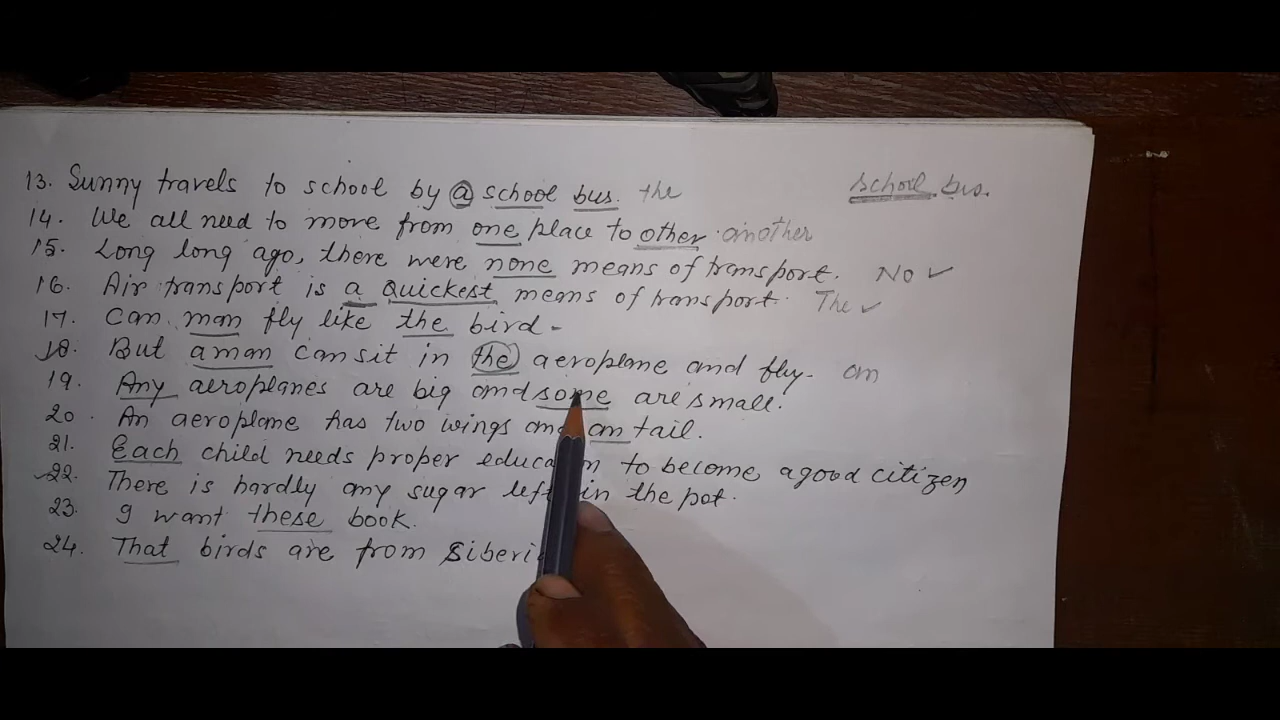 13. Sunny travels to school by a school bus. the school bus.
14. We all need to move from one place to other. another
15. Long long ago, there were none means of transport. No ✓
16. Air transport is a quickest means of transport. The ✓
17. Can man fly like the bird-
18. But a man can sit in the aeroplane and fly- an
19. Any aeroplanes are big and some are small.
20. An aeroplane has two wings and an tail.
21. Each child needs proper to become a good citizen
22. There is hardly any sugar left in the pot.
23. I want these book.
24. That birds are from